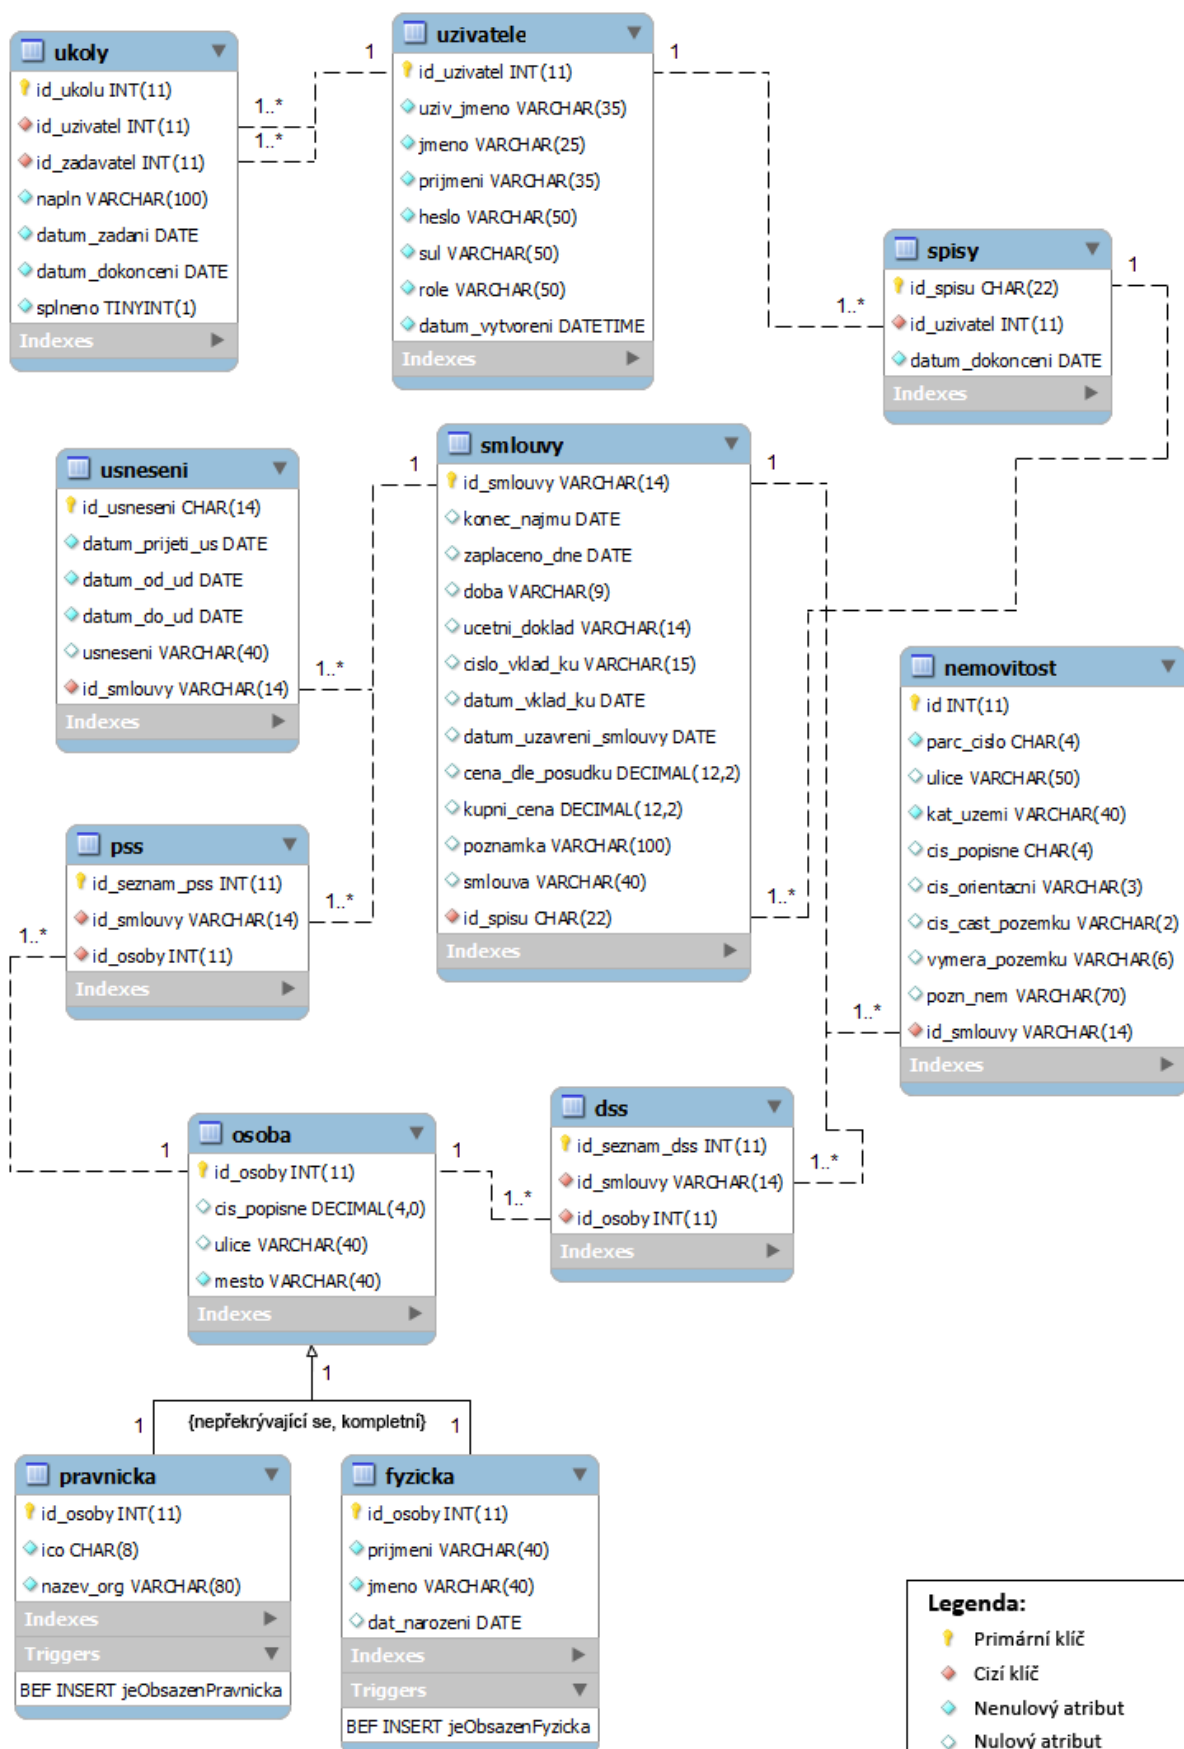 ukoly
id_ukolu INT(11)
id_uzivatel INT(11)
id_zadavatel INT(11)
napln VARCHAR(100)
datum_zadani DATE
datum_dokonceni DATE
splneno TINYINT(1)
Indexes
1..*
1..*
1
uzivatele
id_uzivatel INT(11)
uziv_jmeno VARCHAR(35)
jmeno VARCHAR(25)
prijmeni VARCHAR(35)
heslo VARCHAR(50)
sul VARCHAR(50)
role VARCHAR(50)
datum_vytvoreni DATETIME
Indexes
1
1..*
spisy
id_spisu CHAR(22)
id_uzivatel INT(11)
datum_dokonceni DATE
Indexes
1
usneseni
id_usneseni CHAR(14)
datum_prijeti_us DATE
datum_od_ud DATE
datum_do_ud DATE
usneseni VARCHAR(40)
id_smlouvy VARCHAR(14)
Indexes
1..*
1
smlouvy
id_smlouvy VARCHAR(14)
konec_najmu DATE
zaplaceno_dne DATE
doba VARCHAR(9)
ucetni_doklad VARCHAR(14)
cislo_vklad_ku VARCHAR(15)
datum_vklad_ku DATE
datum_uzavreni_smlouvy DATE
cena_dle_posudku DECIMAL(12,2)
kupni_cena DECIMAL(12,2)
poznamka VARCHAR(100)
smlouva VARCHAR(40)
id_spisu CHAR(22)
Indexes
1
1..*
nemovitost
id INT(11)
parc_cislo CHAR(4)
ulice VARCHAR(50)
kat_uzemi VARCHAR(40)
cis_popisne CHAR(4)
cis_orientacni VARCHAR(3)
cis_cast_pozemku VARCHAR(2)
vymera_pozemku VARCHAR(6)
pozn_nem VARCHAR(70)
id_smlouvy VARCHAR(14)
Indexes
1..*
pss
id_seznam_pss INT(11)
id_smlouvy VARCHAR(14)
id_osoby INT(11)
Indexes
1..*
1..*
1
osoba
id_osoby INT(11)
cis_popisne DECIMAL(4,0)
ulice VARCHAR(40)
mesto VARCHAR(40)
Indexes
1
1..*
dss
id_seznam_dss INT(11)
id_smlouvy VARCHAR(14)
id_osoby INT(11)
Indexes
1..*
1
1
{nepřekrývající se, kompletní}
1
pravnicka
id_osoby INT(11)
ico CHAR(8)
nazev_org VARCHAR(80)
Indexes
Triggers
BEF INSERT jeObsazenPravnicka
fyzicka
id_osoby INT(11)
prijmeni VARCHAR(40)
jmeno VARCHAR(40)
dat_narozeni DATE
Indexes
Triggers
BEF INSERT jeObsazenFyzicka
Legenda:
Primární klíč
Cizí klíč
Nenulový atribut
Nulový atribut